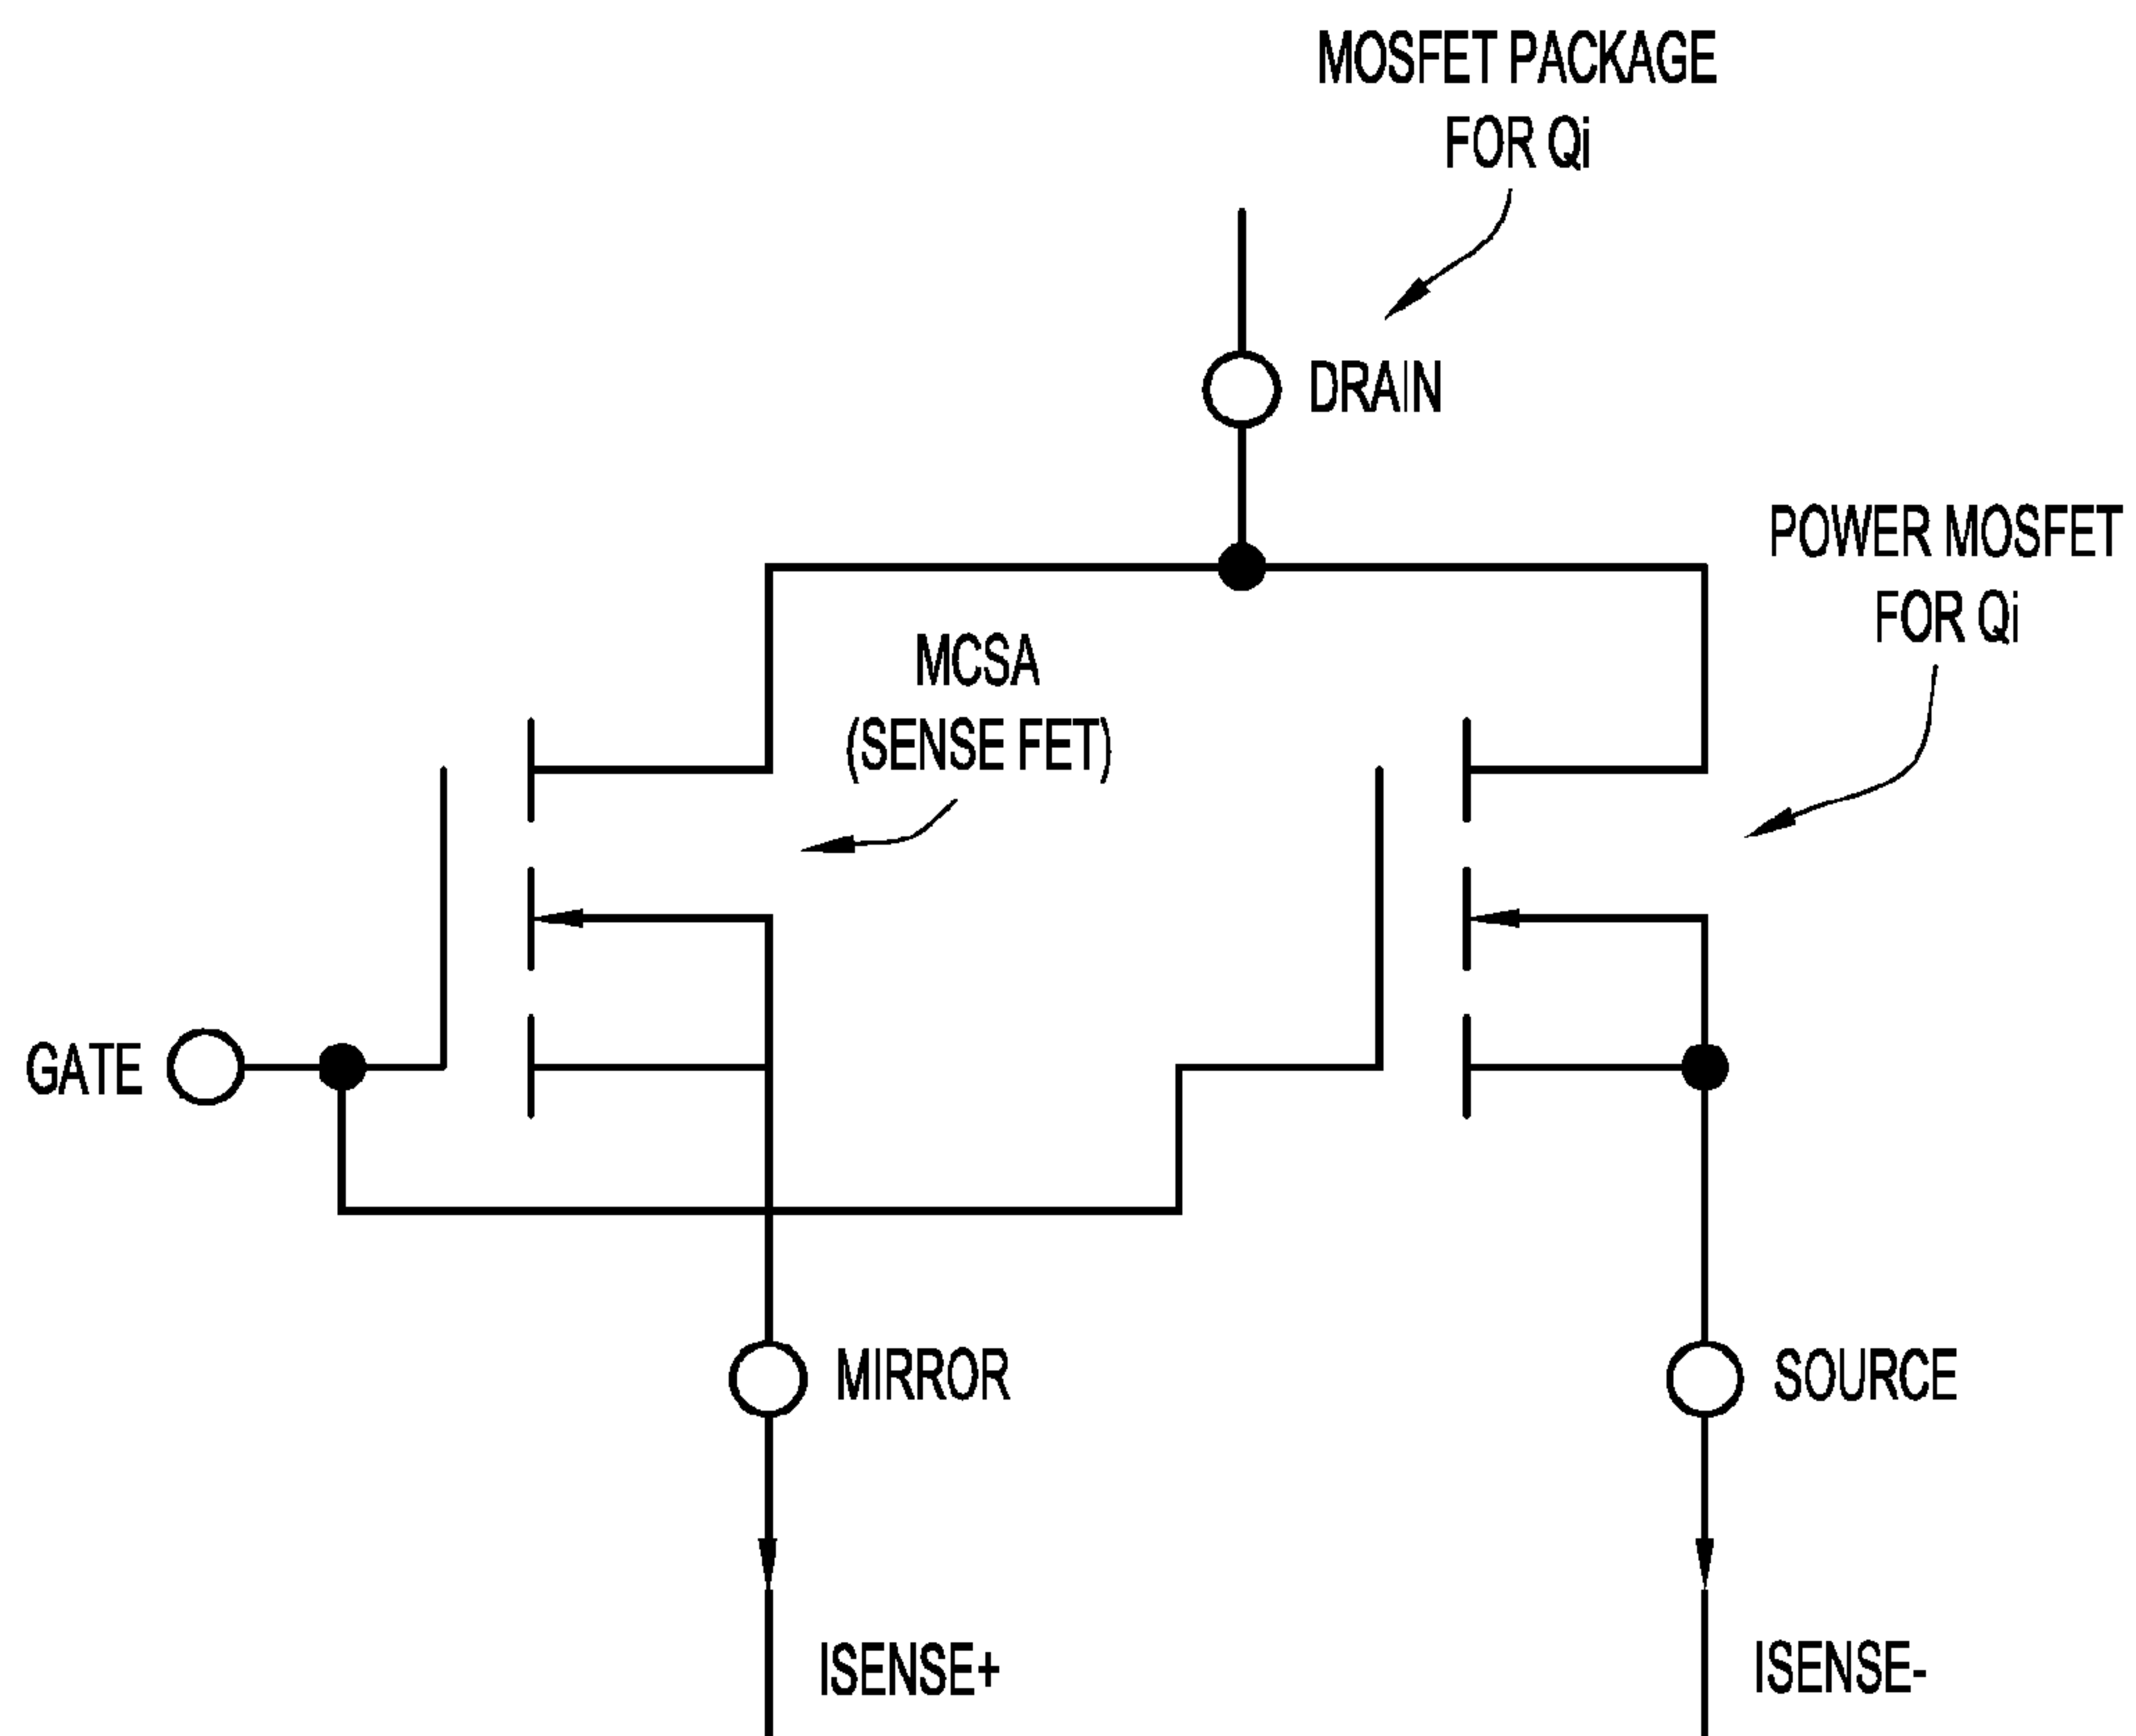 MOSFET PACKAGE
FOR Qi
DRAIN
POWER MOSFET
FOR Qi
MCSA
(SENSE FET)
GATE
MIRROR
SOURCE
ISENSE+
ISENSE-